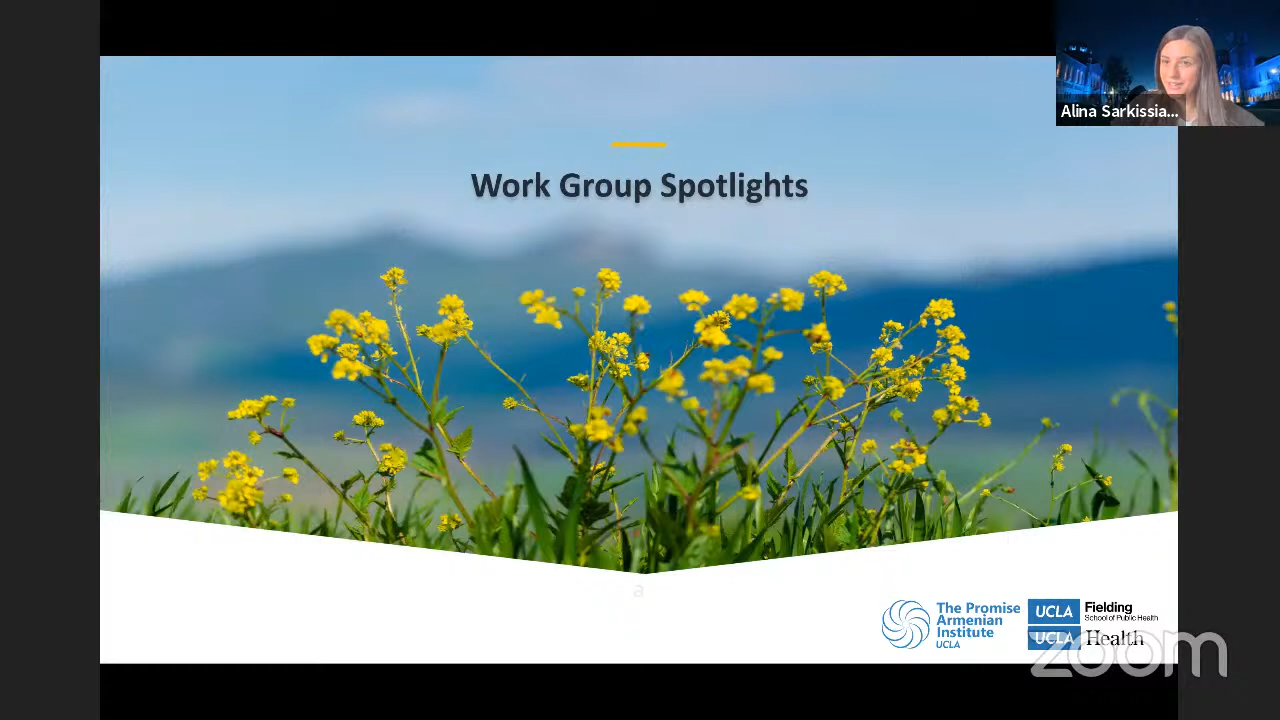 Alina Sarkissia...
Work Group Spotlights
a
The Promise
Armenian
Institute
UCLA
UCLA
Fielding
School of Public Health
UCLA
Health
zoom